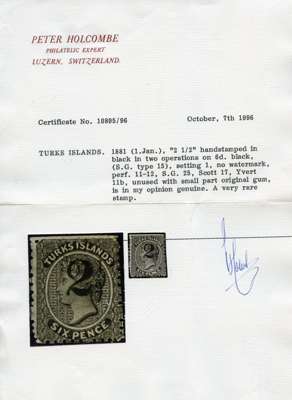 PETER HOLCOMBE
PHILATELIC EXPERT
LUZERN, SWITZERLAND.
Certificate No. 10805/96 October, 7th 1996
TURKS ISLANDS. 1881 (1.Jan.), "2 1/2" handstamped in
black in two operations on 6d. black,
(S.G. type 15), setting 1, no watermark,
perf. 11-12, S.G. 25, Scott 17, Yvert
11b, unused with small part original gum,
is in my opinion genuine. A very rare
stamp.
TURKS ISLANDS
2
SIX PENCE